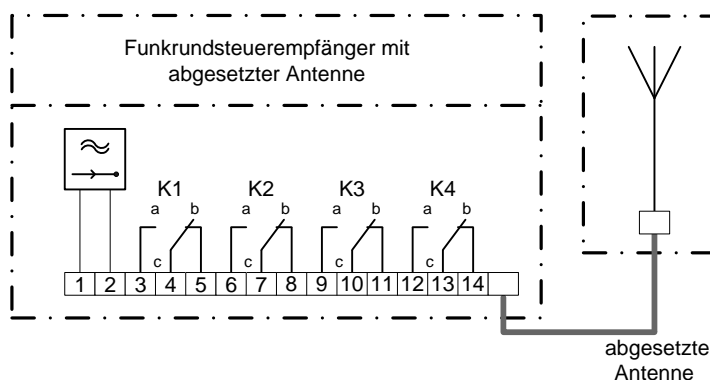 Funkrundsteuerempfänger mit
abgesetzter Antenne
K1 K2 K3 K4
a b a b a b a b
c c c c
1 2 3 4 5 6 7 8 9 10 11 12 13 14
abgesetzte
Antenne